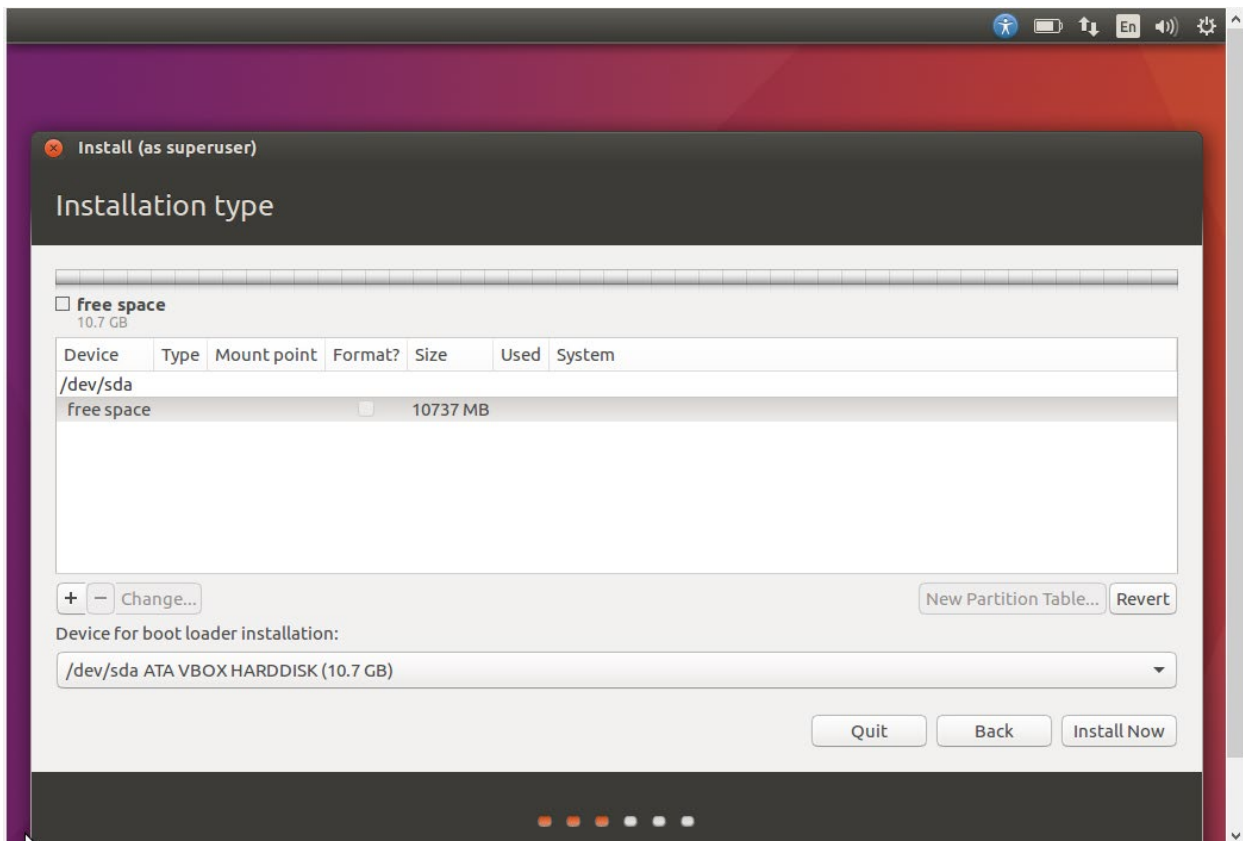 En
Install (as superuser)
Installation type
free space
10.7 GB
Device Type Mount point Format? Size Used System
/dev/sda
free space 10737 MB
+ − Change... New Partition Table... Revert
Device for boot loader installation:
/dev/sda ATA VBOX HARDDISK (10.7 GB)
Quit Back Install Now